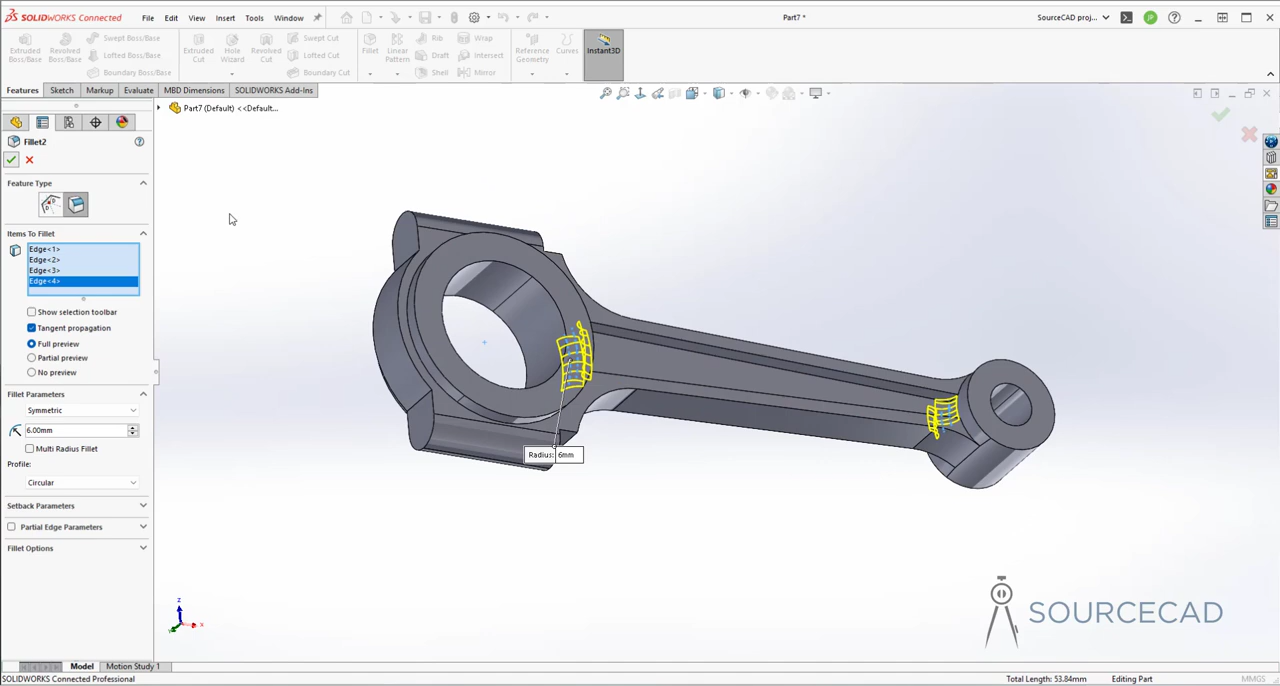 SOLIDWORKS Connected File Edit View Insert Tools Window Part7 * SourceCAD proj...
Extruded Boss/Base Revolved Boss/Base Swept Boss/Base Lofted Boss/Base Boundary Boss/Base
Extruded Cut Hole Wizard Revolved Cut Swept Cut Lofted Cut Boundary Cut
Fillet Linear Pattern Rib Draft Shell Wrap Intersect Mirror
Reference Geometry Curves Instant3D
Features Sketch Markup Evaluate MBD Dimensions SOLIDWORKS Add-Ins
Part7 (Default) <<Default...
Fillet2
Feature Type
Items To Fillet
Edge<1>
Edge<2>
Edge<3>
Edge<4>
Show selection toolbar
Tangent propagation
Full preview
Partial preview
No preview
Fillet Parameters
Symmetric
6.00mm
Multi Radius Fillet
Profile:
Circular
Setback Parameters
Partial Edge Parameters
Fillet Options
Radius: 6mm
Z
X
SOURCECAD
Model Motion Study 1
SOLIDWORKS Connected Professional Total Length: 53.84mm Editing Part MMGS